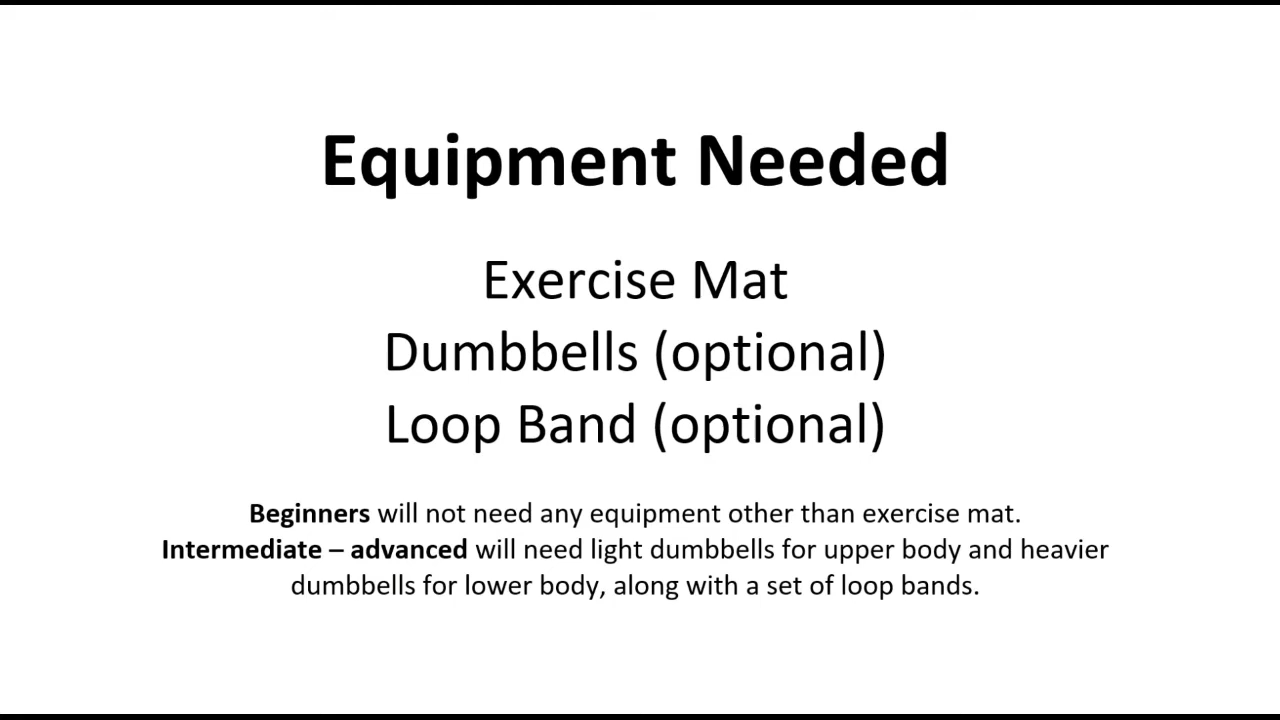 Equipment Needed
Exercise Mat
Dumbbells (optional)
Loop Band (optional)
Beginners will not need any equipment other than exercise mat.
Intermediate – advanced will need light dumbbells for upper body and heavier
dumbbells for lower body, along with a set of loop bands.